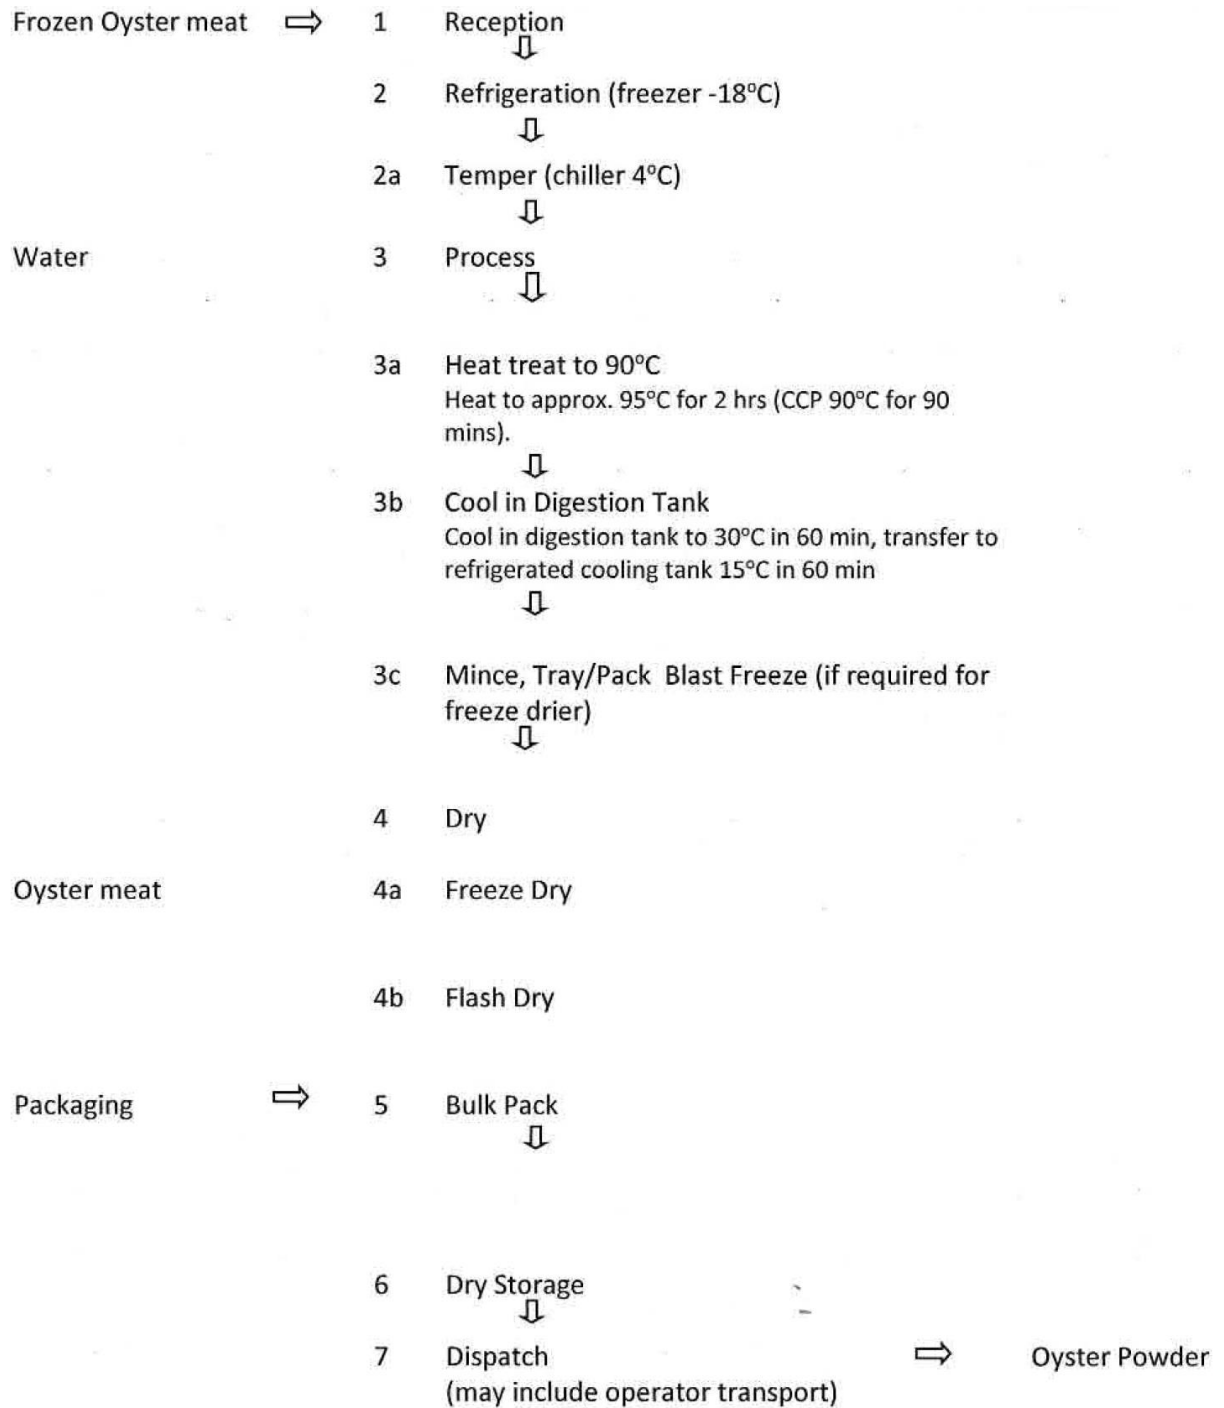 Frozen Oyster meat ⇨ 1 Reception
⇩
2 Refrigeration (freezer -18°C)
⇩
2a Temper (chiller 4°C)
⇩
Water 3 Process
⇩
3a Heat treat to 90°C
Heat to approx. 95°C for 2 hrs (CCP 90°C for 90
mins).
⇩
3b Cool in Digestion Tank
Cool in digestion tank to 30°C in 60 min, transfer to
refrigerated cooling tank 15°C in 60 min
⇩
3c Mince, Tray/Pack Blast Freeze (if required for
freeze drier)
⇩
4 Dry
Oyster meat 4a Freeze Dry
4b Flash Dry
Packaging ⇨ 5 Bulk Pack
⇩
6 Dry Storage
⇩
7 Dispatch ⇨ Oyster Powder
(may include operator transport)